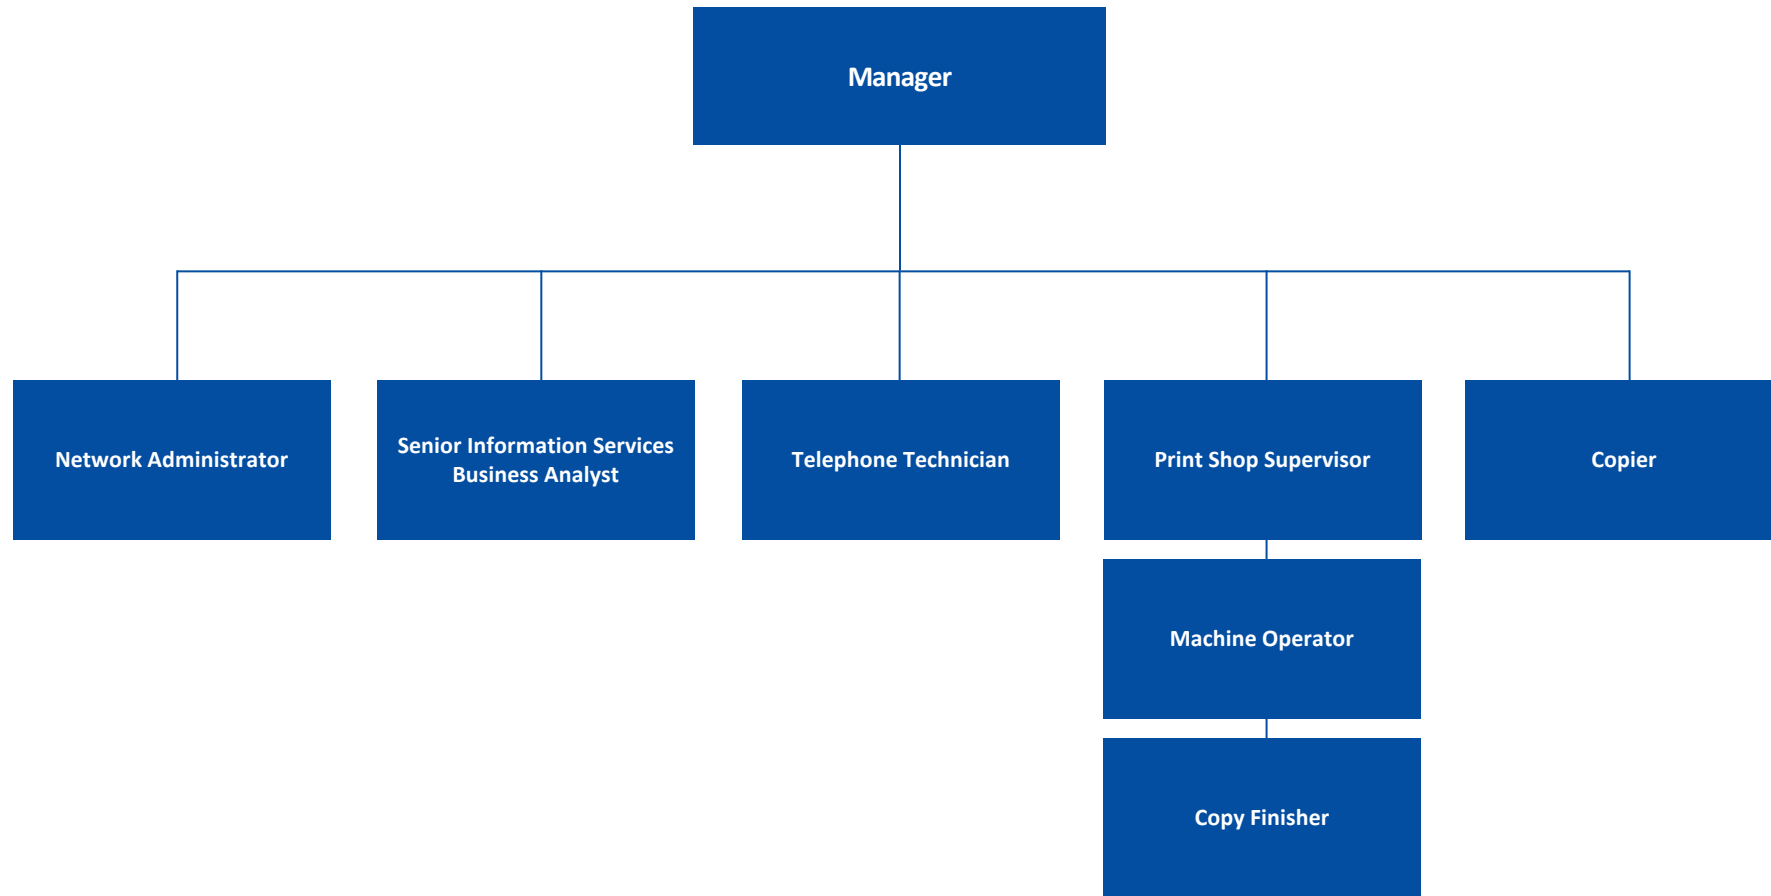 Manager
Network Administrator
Senior Information Services
Business Analyst
Telephone Technician
Print Shop Supervisor
Copier
Machine Operator
Copy Finisher